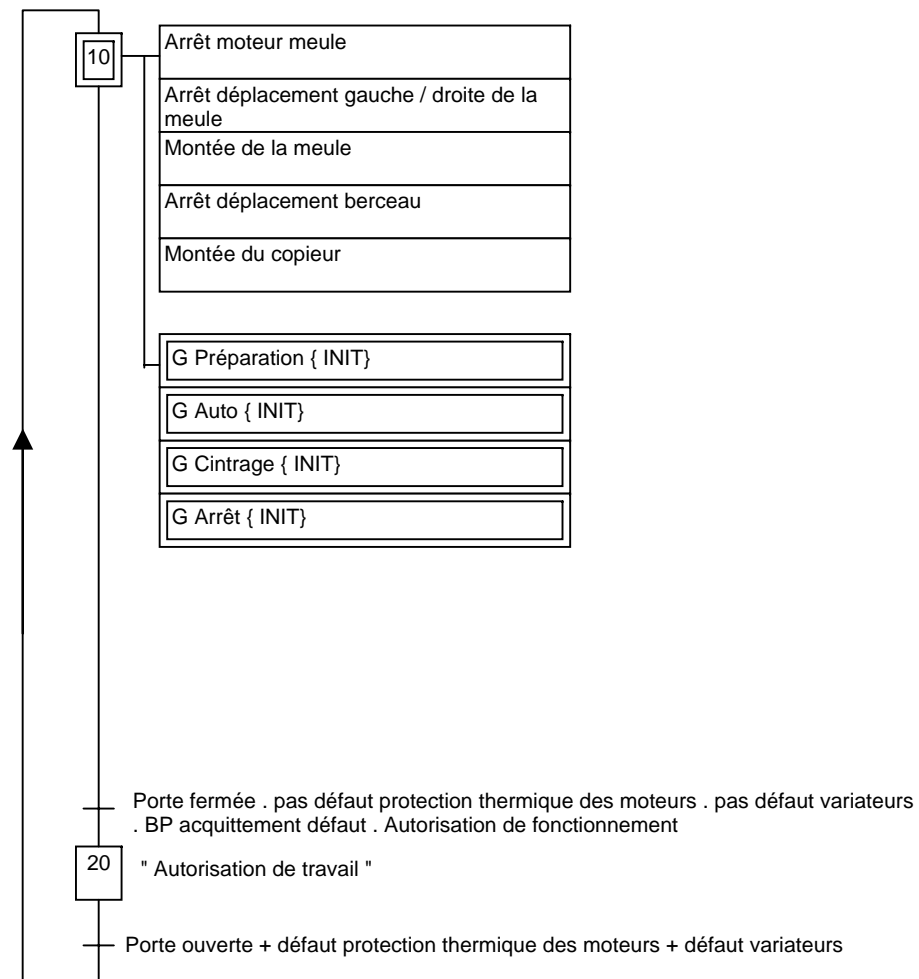 10
Arrêt moteur meule
Arrêt déplacement gauche / droite de la
meule
Montée de la meule
Arrêt déplacement berceau
Montée du copieur
G Préparation { INIT}
G Auto { INIT}
G Cintrage { INIT}
G Arrêt { INIT}
Porte fermée . pas défaut protection thermique des moteurs . pas défaut variateurs
. BP acquittement défaut . Autorisation de fonctionnement
20
" Autorisation de travail "
Porte ouverte + défaut protection thermique des moteurs + défaut variateurs